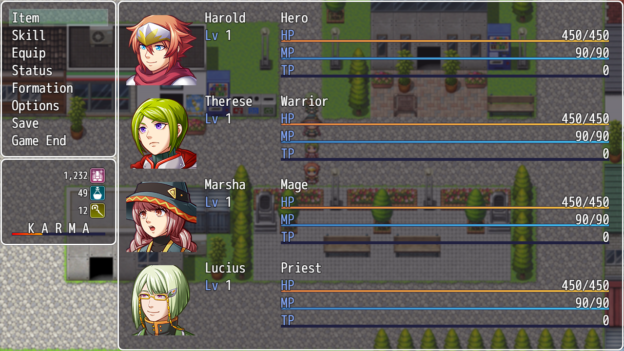 Item
Skill
Equip
Status
Formation
Options
Save
Game End
1,232
49
12
KARMA
Harold Hero
Lv 1 HP 450/450
MP 90/90
TP 0
Therese Warrior
Lv 1 HP 450/450
MP 90/90
TP 0
Marsha Mage
Lv 1 HP 450/450
MP 90/90
TP 0
Lucius Priest
Lv 1 HP 450/450
MP 90/90
TP 0